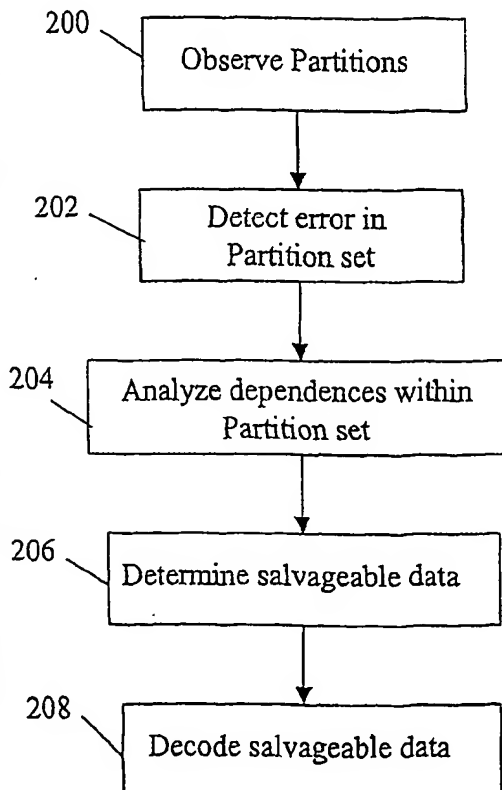 200
Observe Partitions
202
Detect error in
Partition set
204
Analyze dependences within
Partition set
206
Determine salvageable data
208
Decode salvageable data